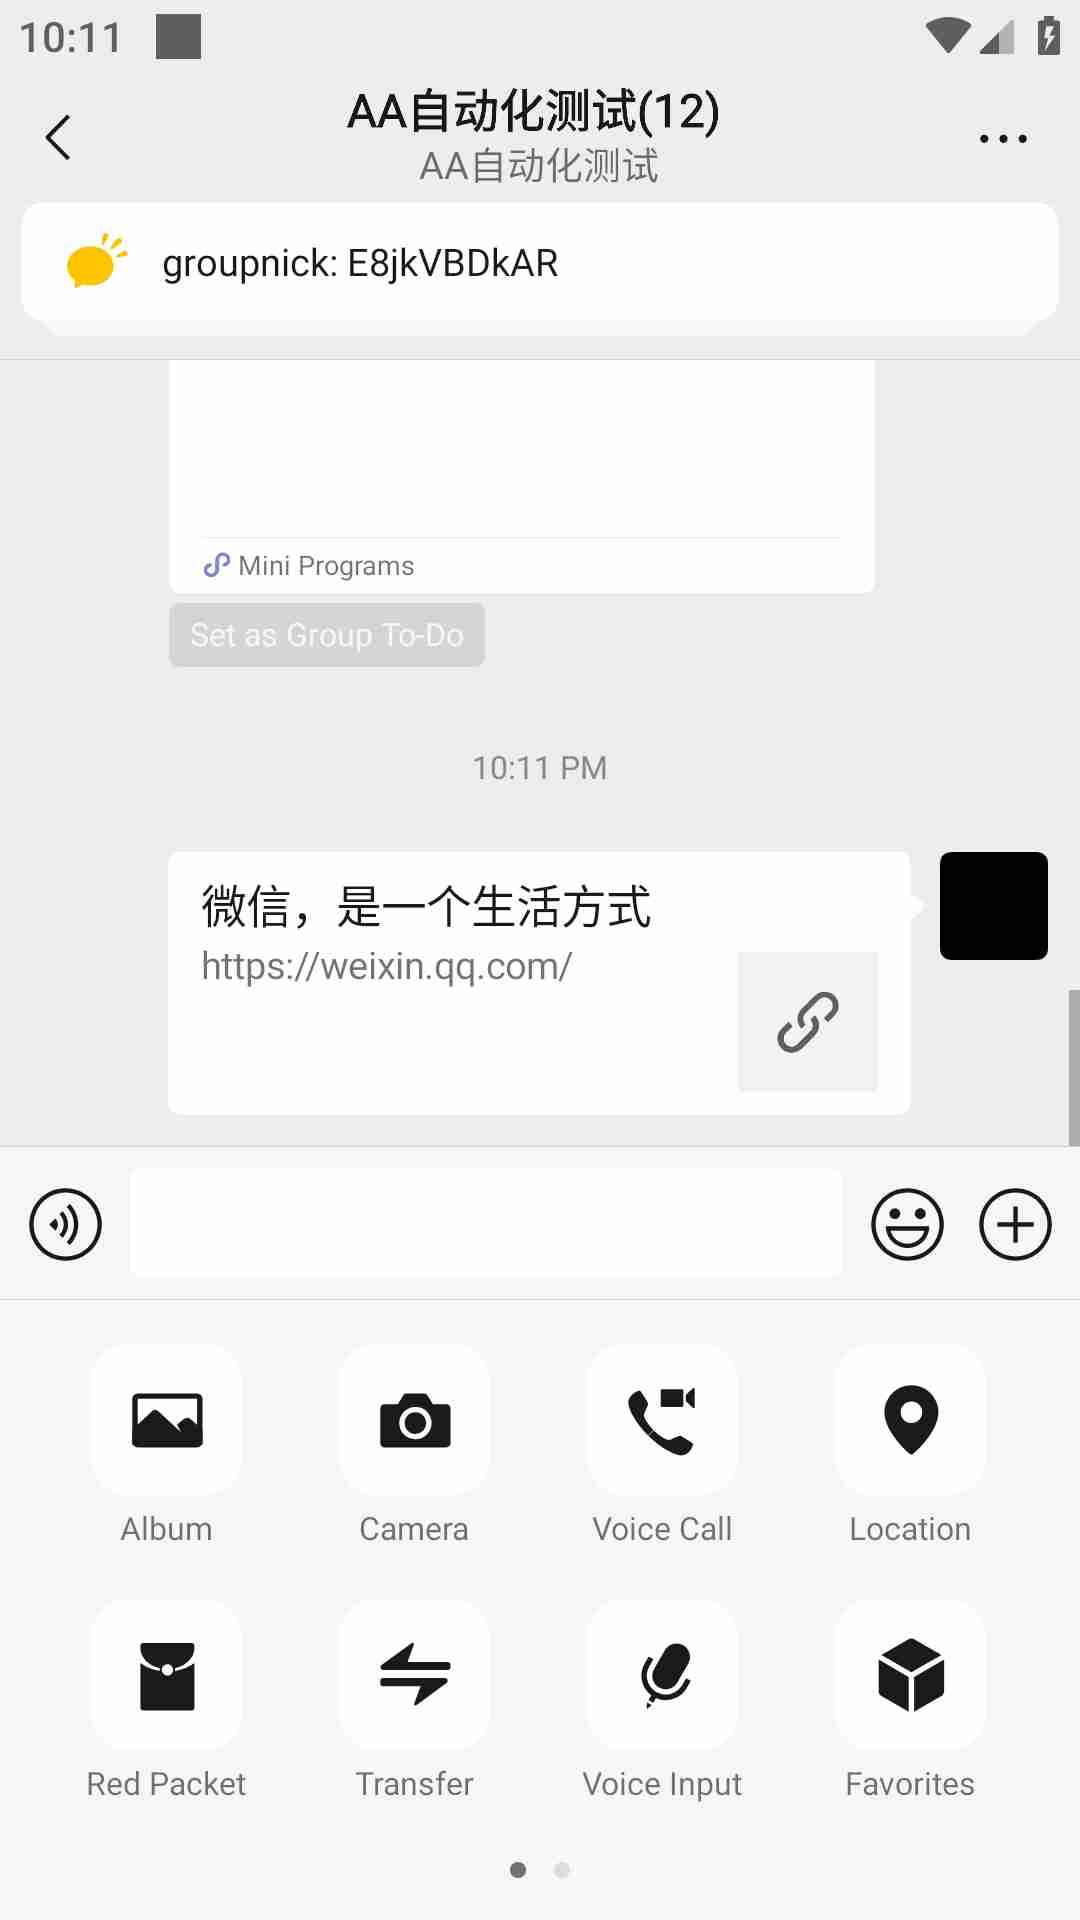 10:11
AA自动化测试(12)
AA自动化测试
groupnick: E8jkVBDkAR
Mini Programs
Set as Group To-Do
10:11 PM
微信，是一个生活方式
https://weixin.qq.com/
Album
Camera
Voice Call
Location
Red Packet
Transfer
Voice Input
Favorites